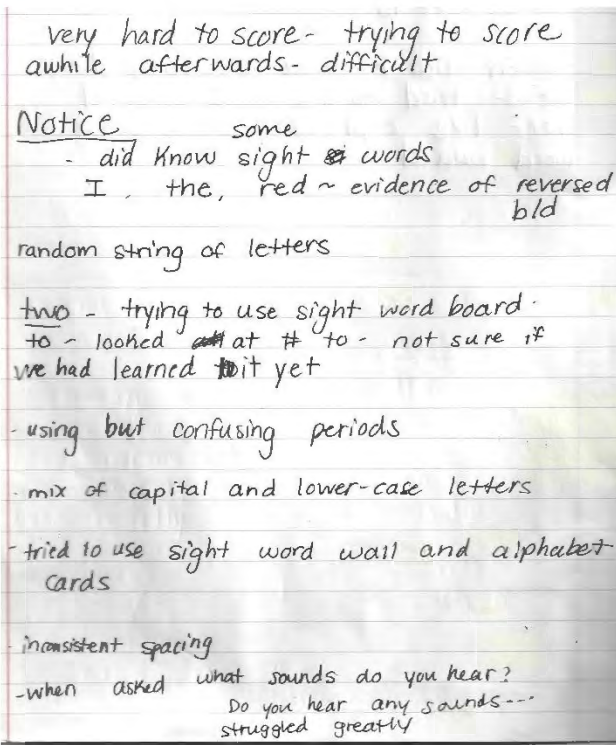 very hard to score - trying to score
awhile afterwards - difficult
Notice some
- did know sight words
I, the, red ~ evidence of reversed
b/d
random string of letters
two - trying to use sight word board.
to - looked at # to - not sure if
we had learned it yet
- using but confusing periods
- mix of capital and lower-case letters
- tried to use sight word wall and alphabet
cards
- inconsistent spacing
- when asked what sounds do you hear?
Do you hear any sounds ---
struggled greatly